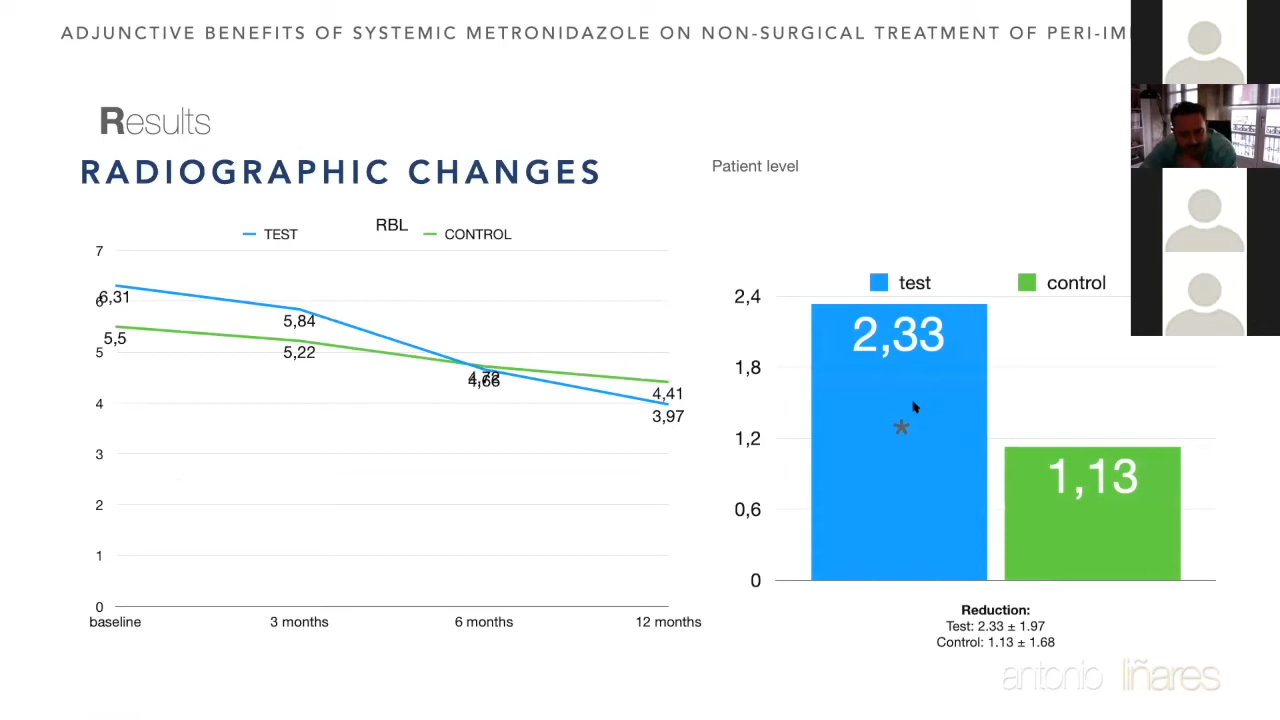 ADJUNCTIVE BENEFITS OF SYSTEMIC METRONIDAZOLE ON NON-SURGICAL TREATMENT OF PERI-IM
Results
RADIOGRAPHIC CHANGES
Patient level
RBL
TEST
CONTROL
7
6
5
4
3
2
1
0
6,31
5,5
5,84
5,22
4,66
4,41
3,97
baseline
3 months
6 months
12 months
test
control
2,4
1,8
1,2
0,6
0
2,33
*
1,13
Reduction:
Test: 2.33 ± 1.97
Control: 1.13 ± 1.68
antonio liñares